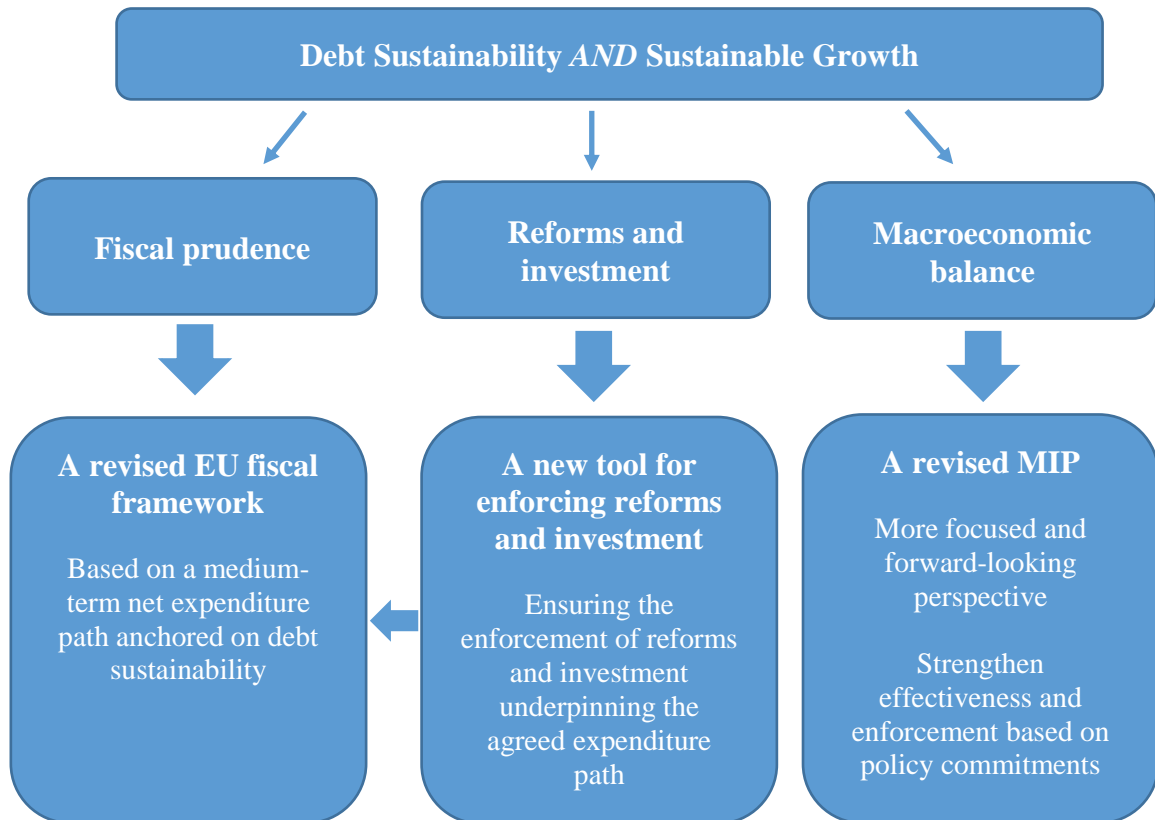 Debt Sustainability AND Sustainable Growth
Fiscal prudence
Reforms and
investment
Macroeconomic
balance
A revised EU fiscal
framework
Based on a medium-
term net expenditure
path anchored on debt
sustainability
A new tool for
enforcing reforms
and investment
Ensuring the
enforcement of reforms
and investment
underpinning the
agreed expenditure
path
A revised MIP
More focused and
forward-looking
perspective
Strengthen
effectiveness and
enforcement based on
policy commitments